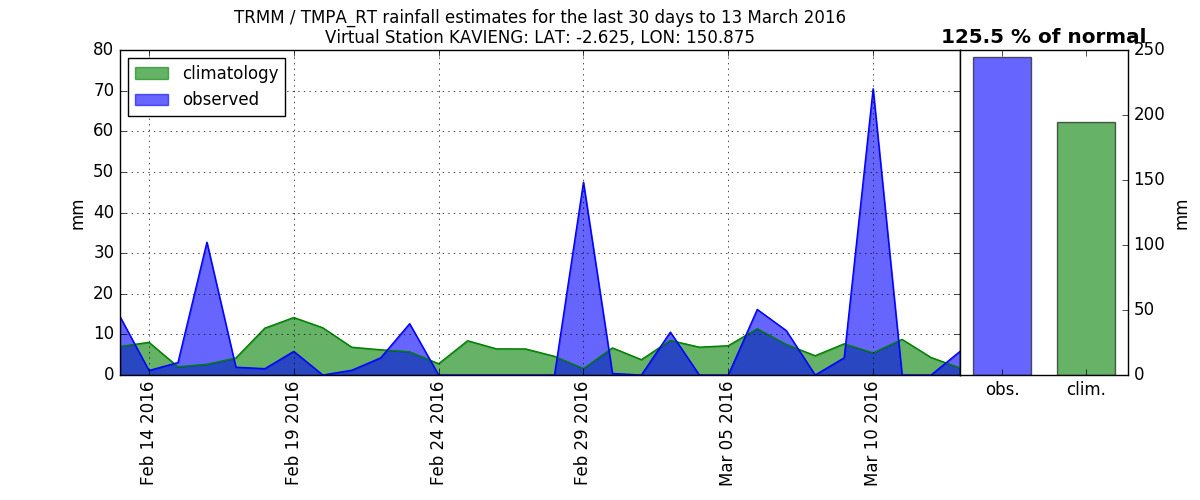 TRMM / TMPA_RT rainfall estimates for the last 30 days to 13 March 2016
Virtual Station KAVIENG: LAT: -2.625, LON: 150.875
125.5 % of normal
climatology
observed
mm
80
70
60
50
40
30
20
10
0
Feb 14 2016
Feb 19 2016
Feb 24 2016
Feb 29 2016
Mar 05 2016
Mar 10 2016
250
200
150
100
50
0
mm
obs.
clim.